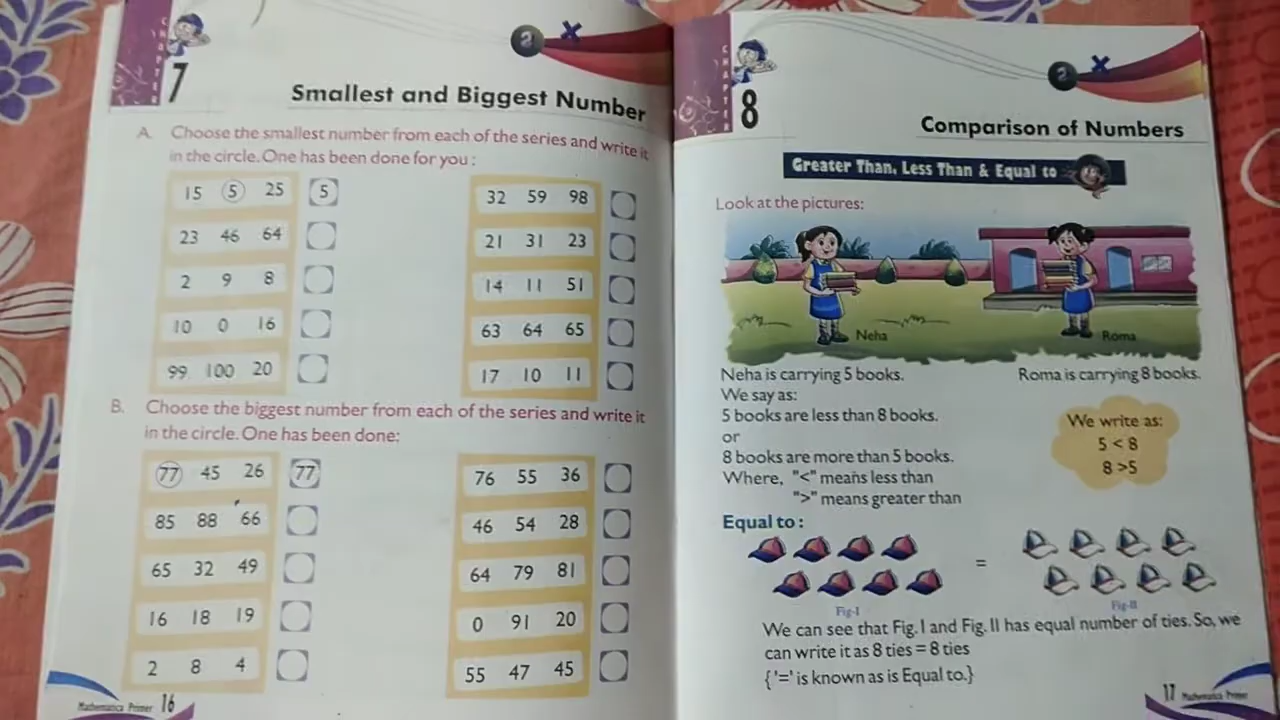 CHAPTER
7
2
Smallest and Biggest Number
A. Choose the smallest number from each of the series and write it
in the circle. One has been done for you :
15 5 25 5
23 46 64
2 9 8
10 0 16
99 100 20
32 59 98
21 31 23
14 11 51
63 64 65
17 10 11
B. Choose the biggest number from each of the series and write it
in the circle. One has been done:
77 45 26 77
85 88 66
65 32 49
16 18 19
2 8 4
76 55 36
46 54 28
64 79 81
0 91 20
55 47 45
Mathematica Primer 16
CHAPTER
8
2
Comparison of Numbers
Greater Than, Less Than & Equal to
Look at the pictures:
Neha
Roma
Neha is carrying 5 books.
Roma is carrying 8 books.
We say as:
5 books are less than 8 books.
or
8 books are more than 5 books.
Where, "<" means less than
">" means greater than
We write as:
5 < 8
8 >5
Equal to :
=
Fig-I
Fig-II
We can see that Fig. I and Fig. II has equal number of ties. So, we
can write it as 8 ties = 8 ties
{'=' is known as is Equal to.}
17 Mathematica Primer